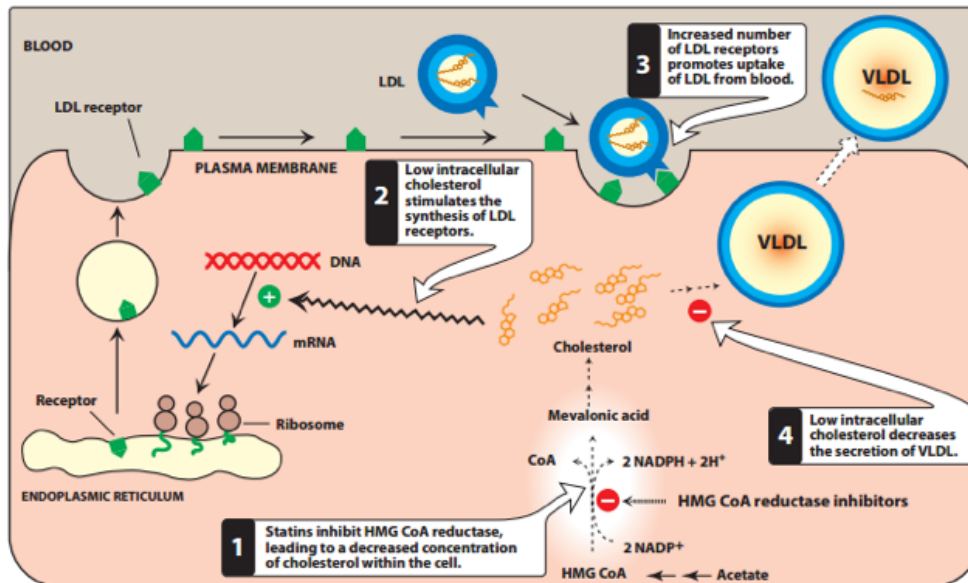 BLOOD
LDL receptor
LDL
3
Increased number
of LDL receptors
promotes uptake
of LDL from blood.
VLDL
PLASMA MEMBRANE
2
Low intracellular
cholesterol
stimulates the
synthesis of LDL
receptors.
VLDL
DNA
+
mRNA
Cholesterol
Receptor
Ribosome
ENDOPLASMIC RETICULUM
Mevalonic acid
4
Low intracellular
cholesterol decreases
the secretion of VLDL.
CoA
2 NADPH + 2H⁺
HMG CoA reductase inhibitors
1
Statins inhibit HMG CoA reductase,
leading to a decreased concentration
of cholesterol within the cell.
2 NADP⁺
HMG CoA
Acetate